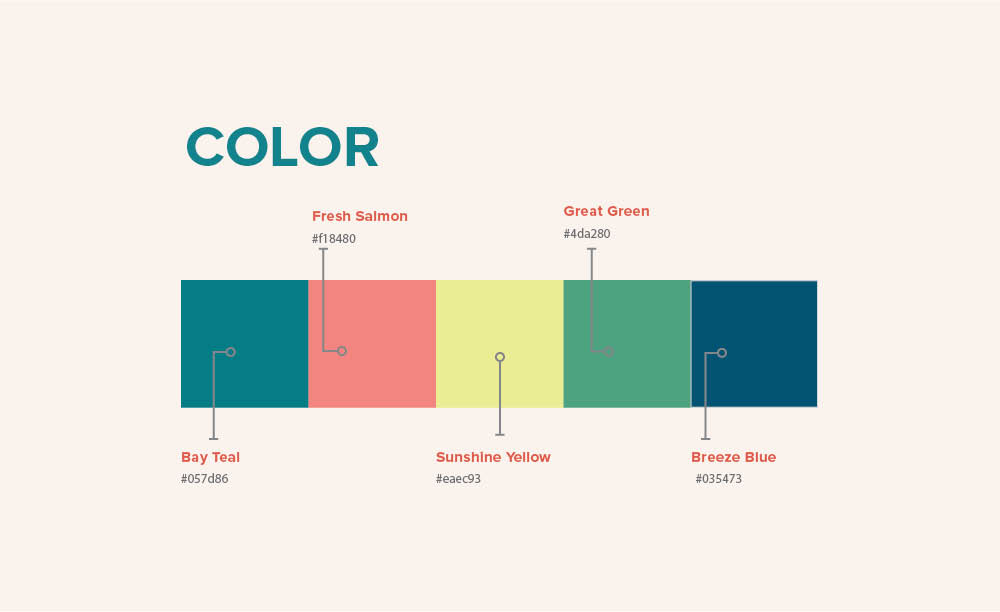 COLOR
Fresh Salmon
#f18480
Great Green
#4da280
Bay Teal
#057d86
Sunshine Yellow
#eaec93
Breeze Blue
#035473